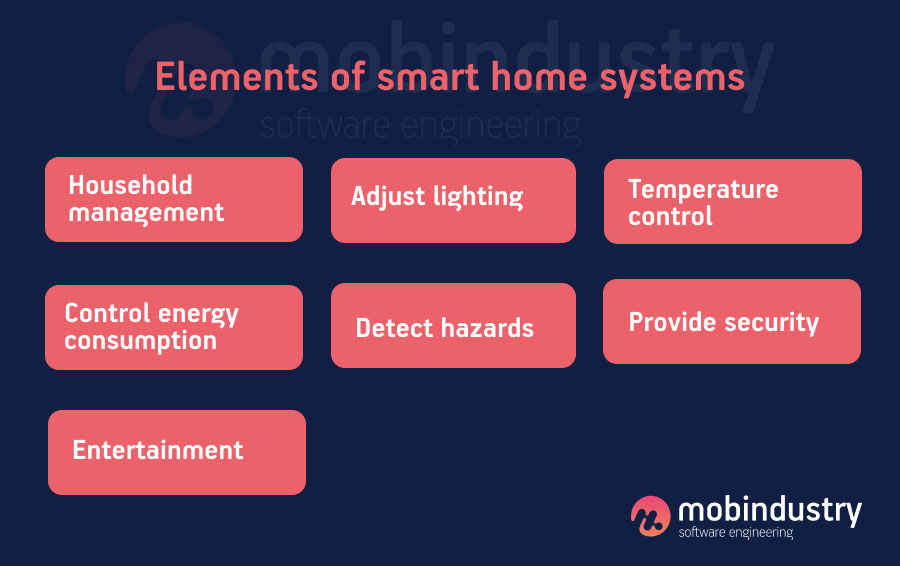 mobindustry
Elements of smart home systems
software engineering
Household
management
Adjust lighting
Temperature
control
Control energy
consumption
Detect hazards
Provide security
Entertainment
mobindustry
software engineering